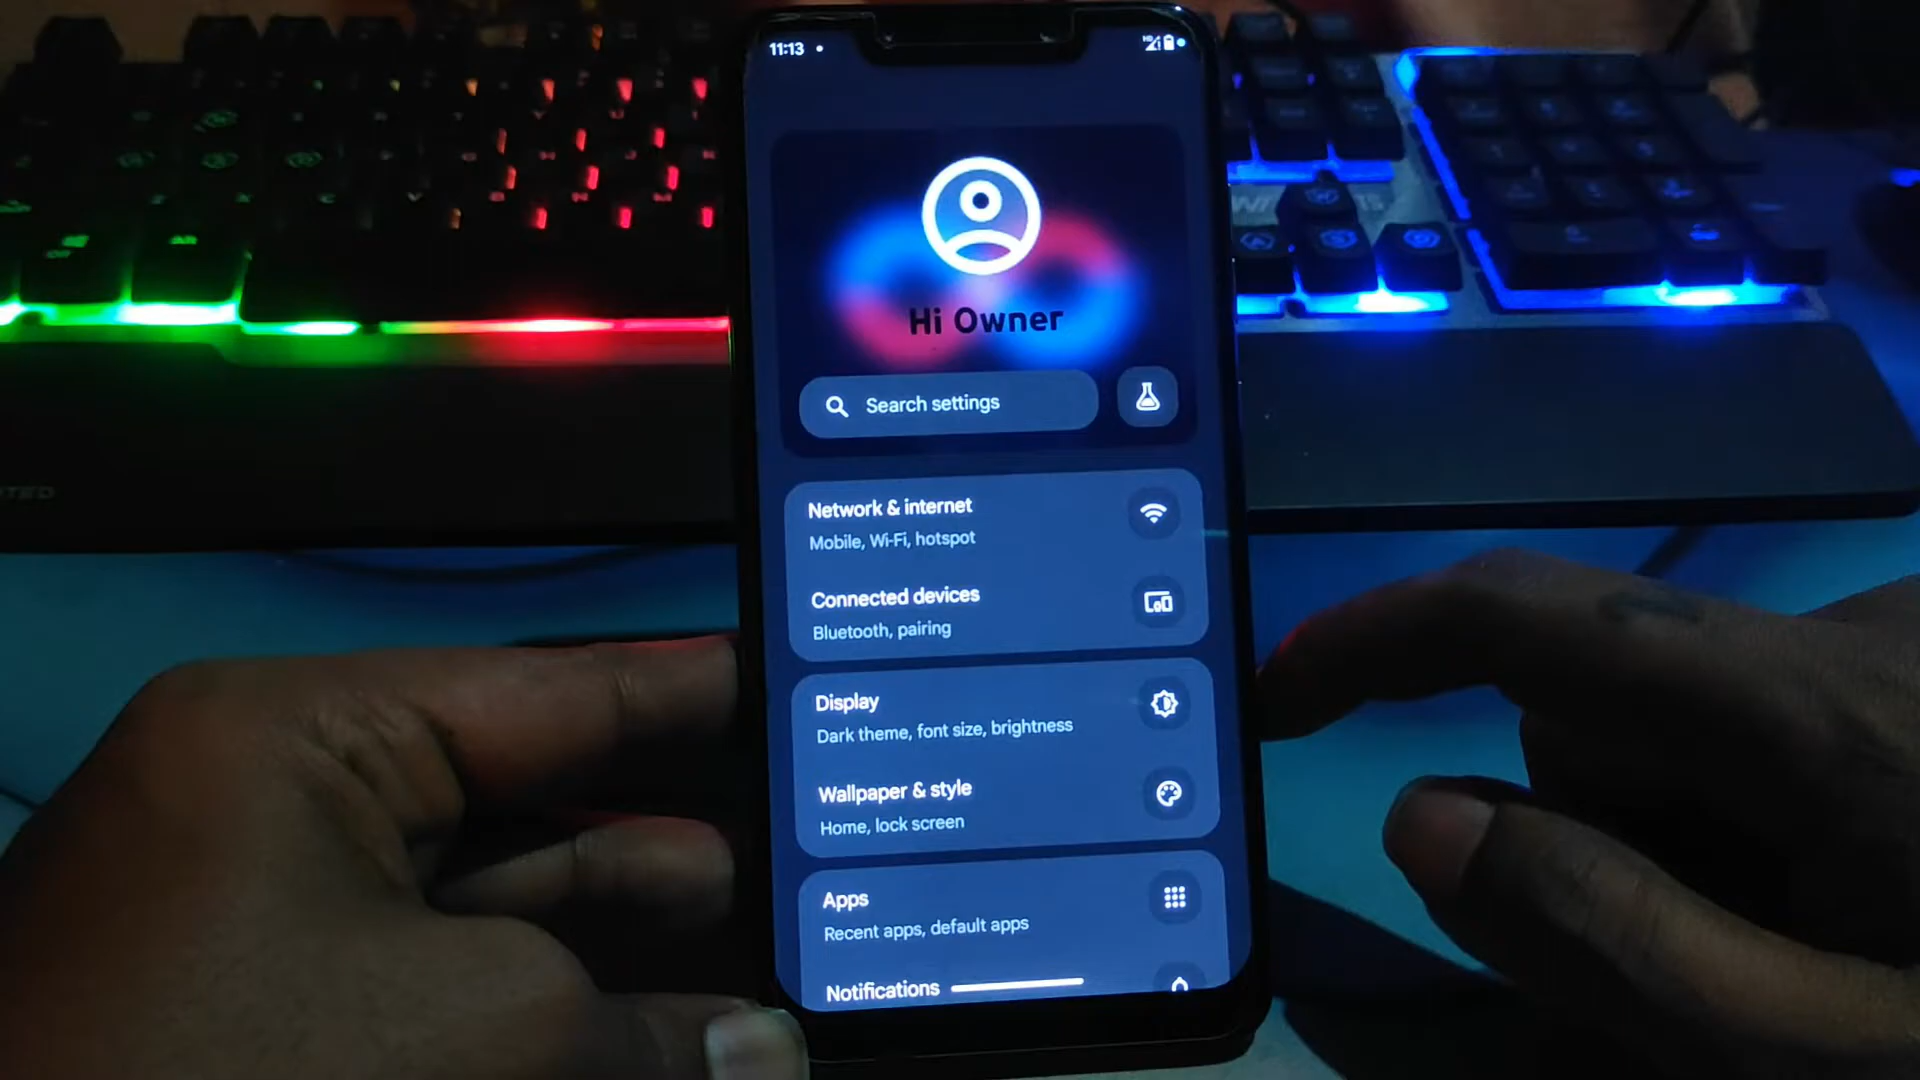 11:13
Hi Owner
Search settings
Network & internet
Mobile, Wi-Fi, hotspot
Connected devices
Bluetooth, pairing
Display
Dark theme, font size, brightness
Wallpaper & style
Home, lock screen
Apps
Recent apps, default apps
Notifications